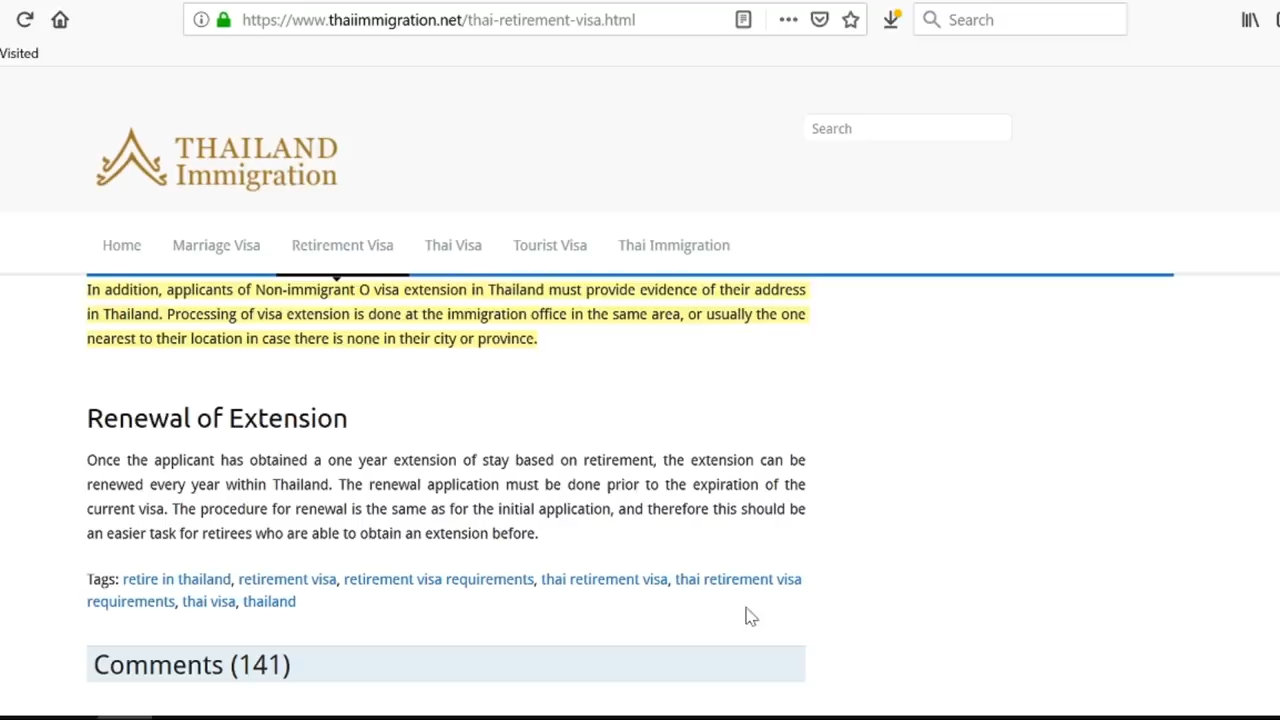 https://www.thaiimmigration.net/thai-retirement-visa.html
Search
Visited
Search
THAILAND
Immigration
Home
Marriage Visa
Retirement Visa
Thai Visa
Tourist Visa
Thai Immigration
In addition, applicants of Non-immigrant O visa extension in Thailand must provide evidence of their address
in Thailand. Processing of visa extension is done at the immigration office in the same area, or usually the one
nearest to their location in case there is none in their city or province.
Renewal of Extension
Once the applicant has obtained a one year extension of stay based on retirement, the extension can be
renewed every year within Thailand. The renewal application must be done prior to the expiration of the
current visa. The procedure for renewal is the same as for the initial application, and therefore this should be
an easier task for retirees who are able to obtain an extension before.
Tags: retire in thailand, retirement visa, retirement visa requirements, thai retirement visa, thai retirement visa
requirements, thai visa, thailand
Comments (141)